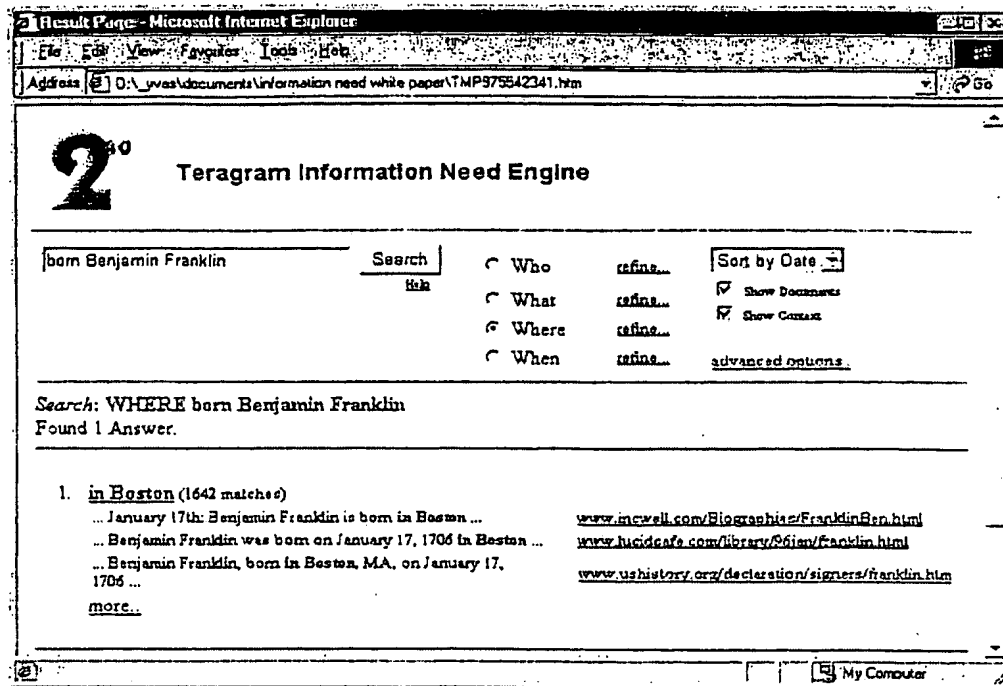 Result Page - Microsoft Internet Explorer
File Edit View Favorites Tools Help
Address D:\_yves\documents\information need white paper\TMP975542341.htm Go
2 Teragram Information Need Engine
born Benjamin Franklin Search Who refine... Sort by Date
Help
What refine... Show Documents
Where refine... Show Context
When refine... advanced options
Search: WHERE born Benjamin Franklin
Found 1 Answer.
1. in Boston (1642 matches)
... January 17th: Benjamin Franklin is born in Boston ... www.incwell.com/Biographies/FranklinBen.html
... Benjamin Franklin was born on January 17, 1706 in Boston ... www.lucidcafe.com/library/96jan/franklin.html
... Benjamin Franklin, born in Boston, MA, on January 17,
1706 ... www.ushistory.org/declaration/signers/franklin.htm
more..
My Computer